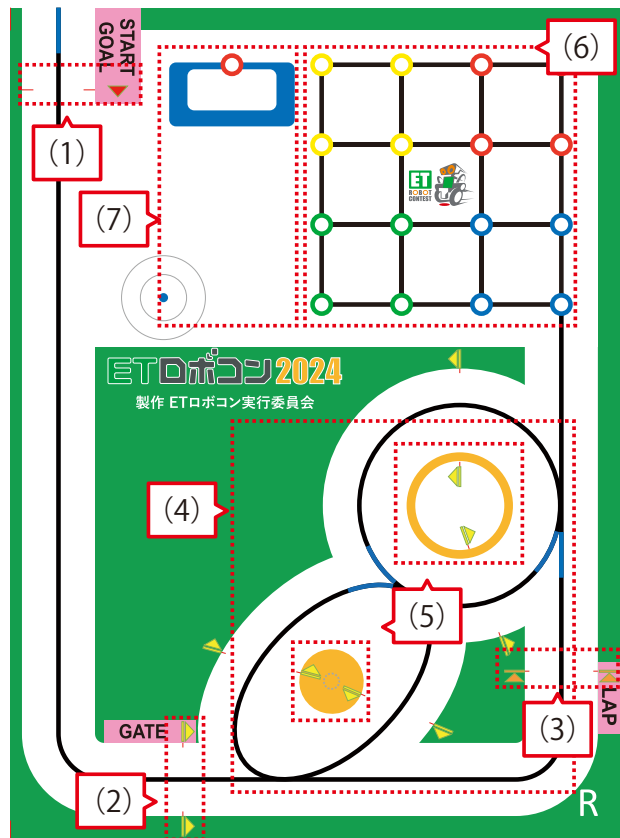 START
GOAL
(1)
(6)
(7)
ET
ROBOT
CONTEST
ETロボコン2024
製作 ETロボコン実行委員会
(4)
(5)
LAP
(3)
GATE
(2)
R